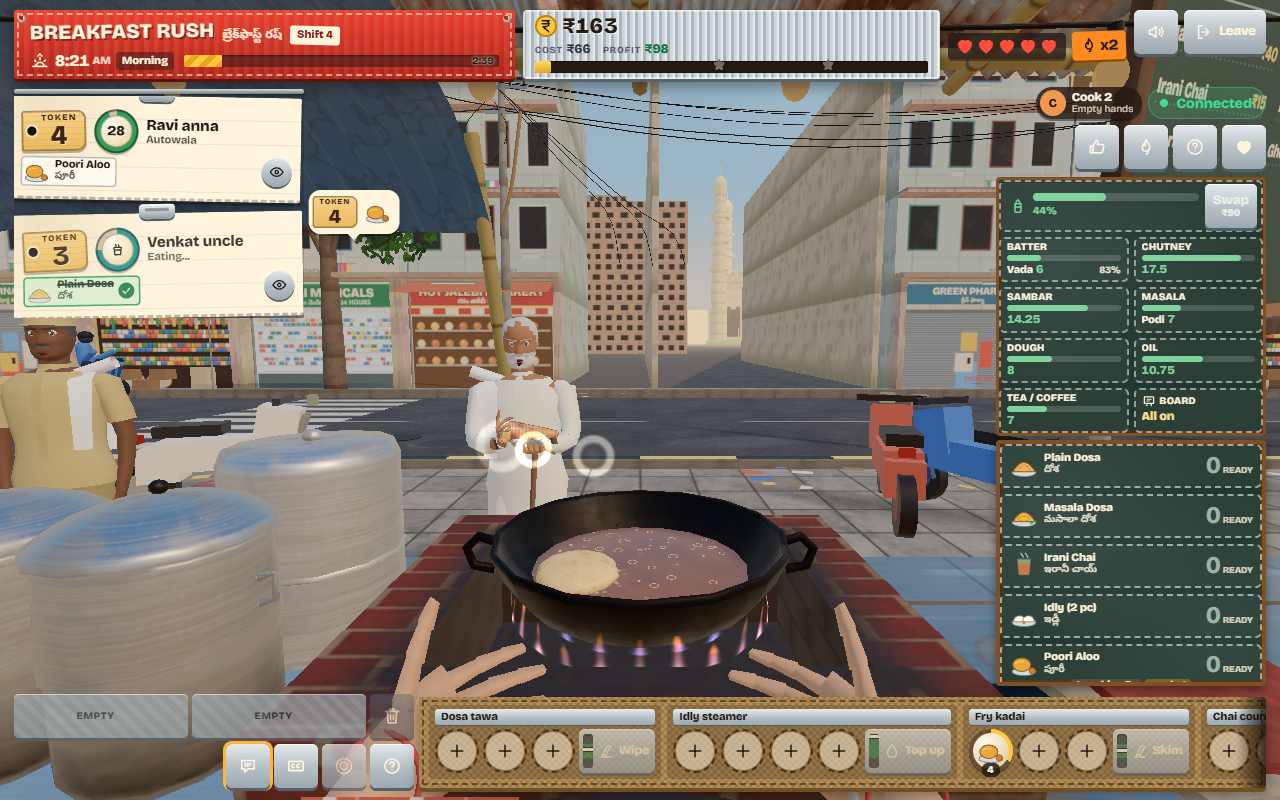 BREAKFAST RUSH బ్రేక్‌ఫాస్ట్ రష్ Shift 4
8:21 AM Morning 2:39
₹163
COST ₹66 PROFIT ₹98
x2
Leave
Irani Chai
₹15
Cook 2
Empty hands
Connected
TOKEN
4
28
Ravi anna
Autowala
Poori Aloo
పూరీ
TOKEN
3
Venkat uncle
Eating...
Plain Dosa
దోశ
TOKEN
4
44%
Swap
₹90
BATTER
Vada 6 83%
CHUTNEY
17.5
SAMBAR
14.25
MASALA
Podi 7
DOUGH
8
OIL
10.75
TEA / COFFEE
7
BOARD
All on
GREEN PHAR
Plain Dosa
దోశ
0 READY
Masala Dosa
మసాలా దోశ
0 READY
Irani Chai
ఇరానీ చాయ్
0 READY
Idly (2 pc)
ఇడ్లీ
0 READY
Poori Aloo
పూరీ
0 READY
EMPTY
EMPTY
Dosa tawa
Wipe
Idly steamer
Top up
Fry kadai
4
Skim
Chai coun